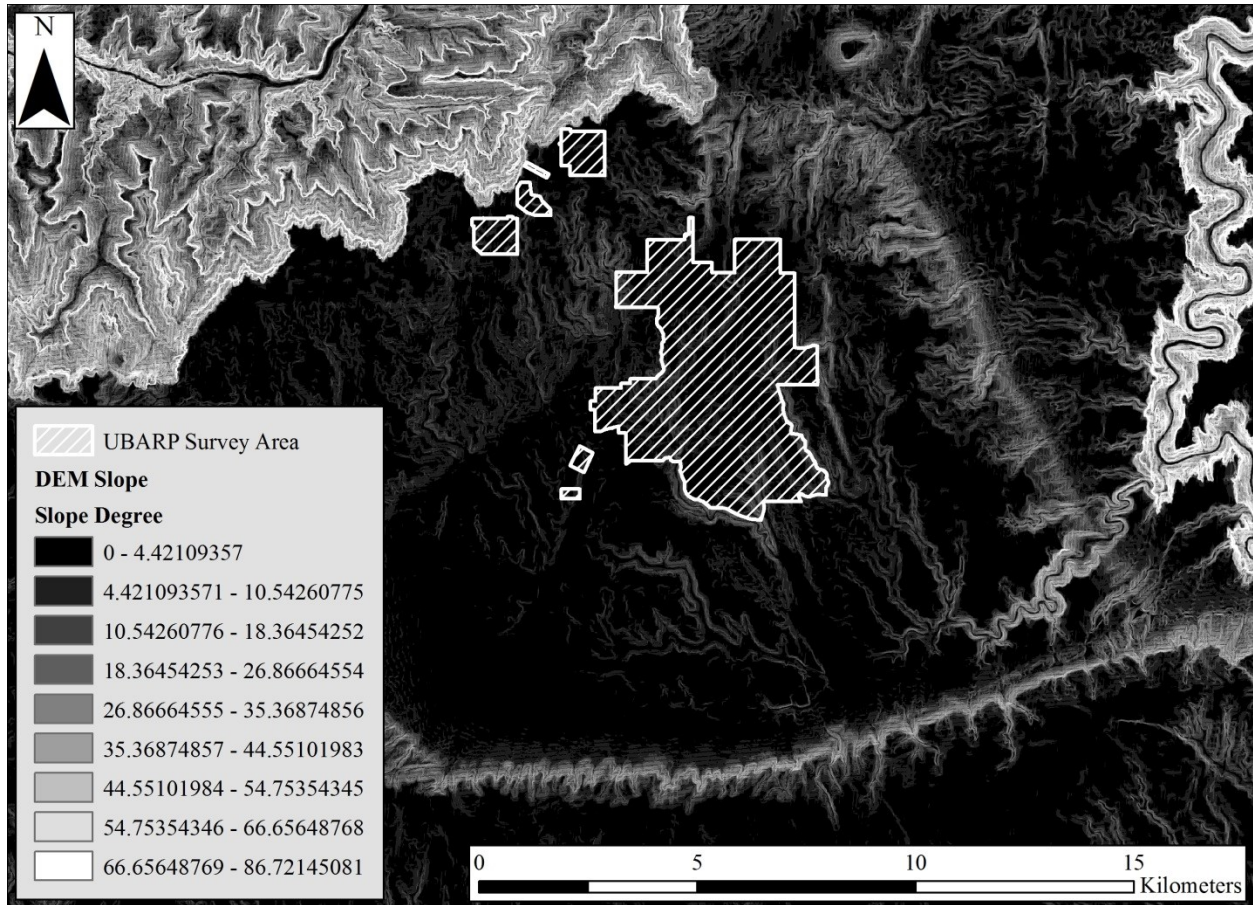 N
UBARP Survey Area
DEM Slope
Slope Degree
0 - 4.42109357
4.421093571 - 10.54260775
10.54260776 - 18.36454252
18.36454253 - 26.86664554
26.86664555 - 35.36874856
35.36874857 - 44.55101983
44.55101984 - 54.75354345
54.75354346 - 66.65648768
66.65648769 - 86.72145081
0 5 10 15
Kilometers